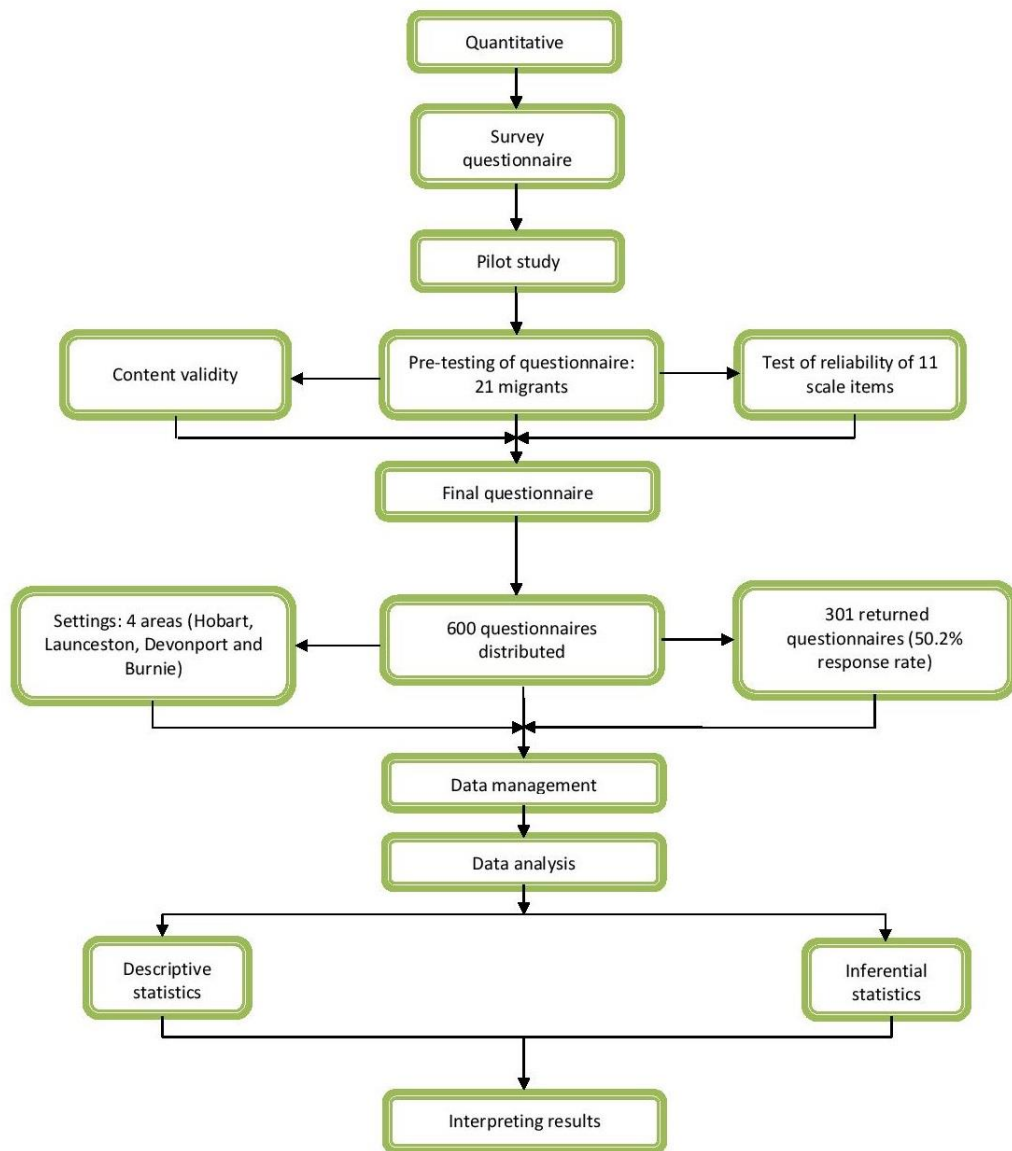 Quantitative
Survey
questionnaire
Pilot study
Content validity
Pre-testing of questionnaire:
21 migrants
Test of reliability of 11
scale items
Final questionnaire
Settings: 4 areas (Hobart,
Launceston, Devonport and
Burnie)
600 questionnaires
distributed
301 returned
questionnaires (50.2%
response rate)
Data management
Data analysis
Descriptive
statistics
Inferential
statistics
Interpreting results